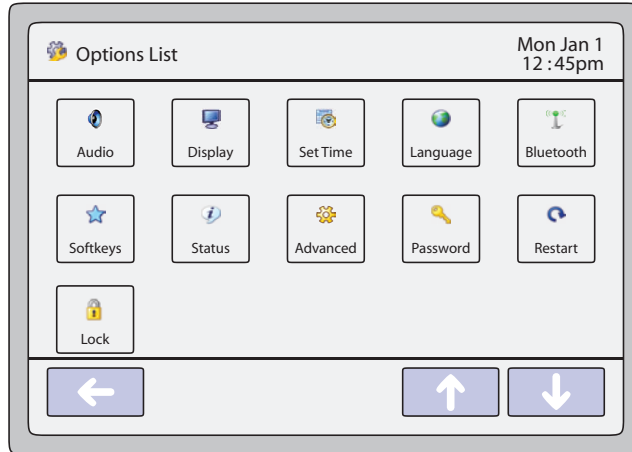 Options List
Mon Jan 1
12:45pm
Audio
Display
Set Time
Language
Bluetooth
Softkeys
Status
Advanced
Password
Restart
Lock